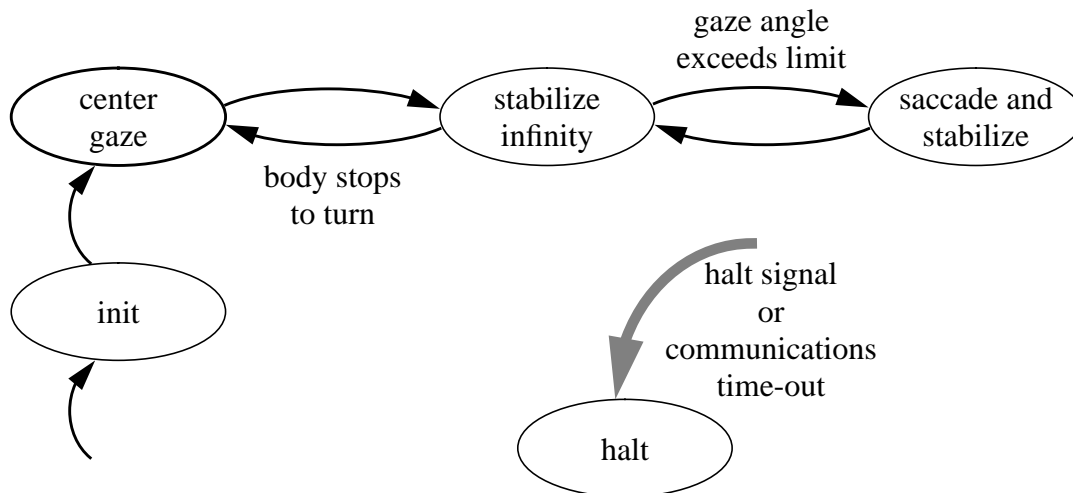 gaze angle
exceeds limit
center
gaze
stabilize
infinity
saccade and
stabilize
body stops
to turn
init
halt signal
or
communications
time-out
halt